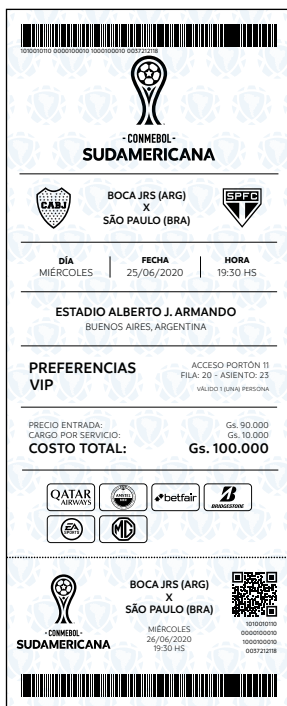 1010010110 0000100010 1000100010 0037212118
- CONMEBOL -
SUDAMERICANA
CABJ
BOCA JRS (ARG)
X
SÃO PAULO (BRA)
SPFC
DÍA
MIÉRCOLES
FECHA
25/06/2020
HORA
19:30 HS
ESTADIO ALBERTO J. ARMANDO
BUENOS AIRES, ARGENTINA
PREFERENCIAS
VIP
ACCESO PORTÓN 11
FILA: 20 - ASIENTO: 23
VÁLIDO 1 (UNA) PERSONA
PRECIO ENTRADA: Gs. 90.000
CARGO POR SERVICIO: Gs. 10.000
COSTO TOTAL: Gs. 100.000
QATAR
AIRWAYS
AMSTEL
betfair
BRIDGESTONE
EA
SPORTS
MG
- CONMEBOL -
SUDAMERICANA
BOCA JRS (ARG)
X
SÃO PAULO (BRA)
MIÉRCOLES
26/06/2020
19:30 HS
1010010110
0000100010
1000100010
0037212118